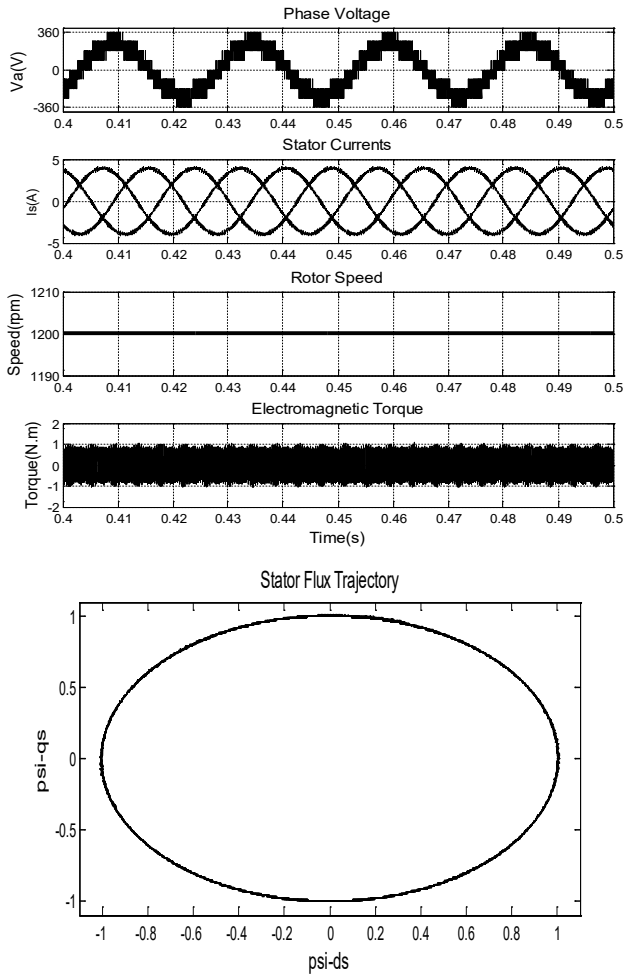 Phase Voltage
Va(V)
360
0
-360
0.4 0.41 0.42 0.43 0.44 0.45 0.46 0.47 0.48 0.49 0.5
Stator Currents
Is(A)
5
0
-5
0.4 0.41 0.42 0.43 0.44 0.45 0.46 0.47 0.48 0.49 0.5
Rotor Speed
Speed(rpm)
1210
1200
1190
0.4 0.41 0.42 0.43 0.44 0.45 0.46 0.47 0.48 0.49 0.5
Electromagnetic Torque
Torque(N.m)
2
1
0
-1
-2
0.4 0.41 0.42 0.43 0.44 0.45 0.46 0.47 0.48 0.49 0.5
Time(s)
Stator Flux Trajectory
psi-qs
1
0.5
0
-0.5
-1
-1 -0.8 -0.6 -0.4 -0.2 0 0.2 0.4 0.6 0.8 1
psi-ds